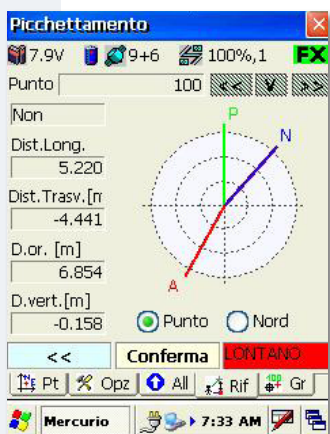 Picchettamento
7.9V 9+6 100%,1 FX
Punto 100 << V >>
Non
Dist.Long.
5.220
Dist.Trasv.[m
-4.441
D.or. [m]
6.854
D.vert.[m]
-0.158
P
N
A
Punto Nord
<< Conferma LONTANO
Pt Opz All Rif Gr
Mercurio 7:33 AM